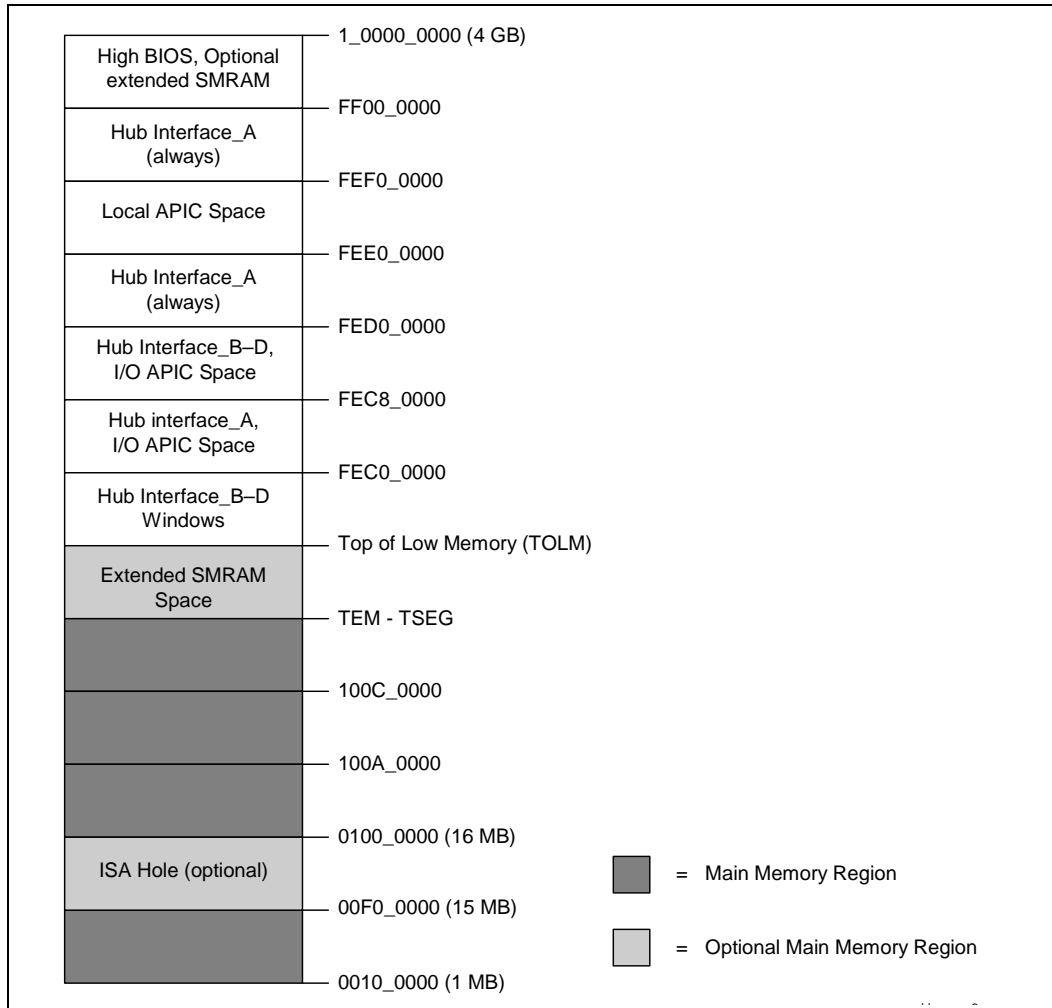 1_0000_0000 (4 GB)
High BIOS, Optional
extended SMRAM
FF00_0000
Hub Interface_A
(always)
FEF0_0000
Local APIC Space
FEE0_0000
Hub Interface_A
(always)
FED0_0000
Hub Interface_B–D,
I/O APIC Space
FEC8_0000
Hub interface_A,
I/O APIC Space
FEC0_0000
Hub Interface_B–D
Windows
Top of Low Memory (TOLM)
Extended SMRAM
Space
TEM - TSEG
100C_0000
100A_0000
0100_0000 (16 MB)
ISA Hole (optional)
00F0_0000 (15 MB)
0010_0000 (1 MB)
= Main Memory Region
= Optional Main Memory Region